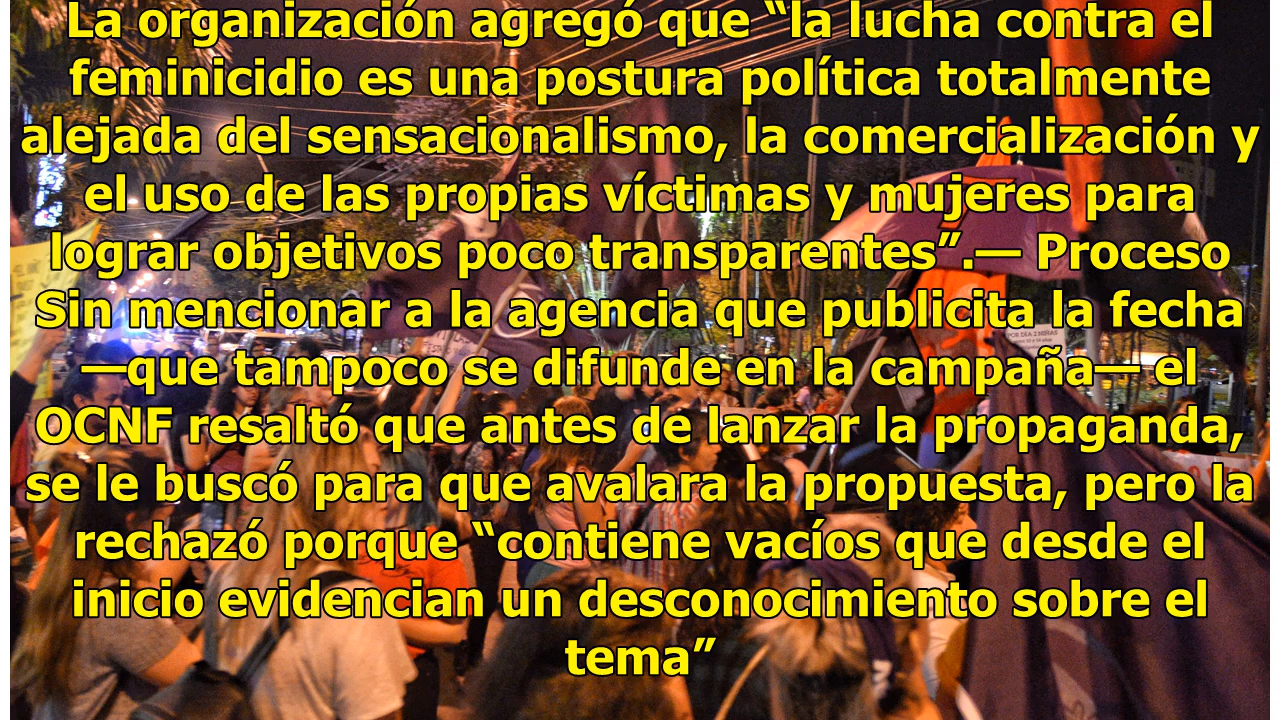 La organización agregó que “la lucha contra el
feminicidio es una postura política totalmente
alejada del sensacionalismo, la comercialización y
el uso de las propias víctimas y mujeres para
lograr objetivos poco transparentes”.— Proceso
Sin mencionar a la agencia que publicita la fecha
—que tampoco se difunde en la campaña— el
OCNF resaltó que antes de lanzar la propaganda,
se le buscó para que avalara la propuesta, pero la
rechazó porque “contiene vacíos que desde el
inicio evidencian un desconocimiento sobre el
tema”